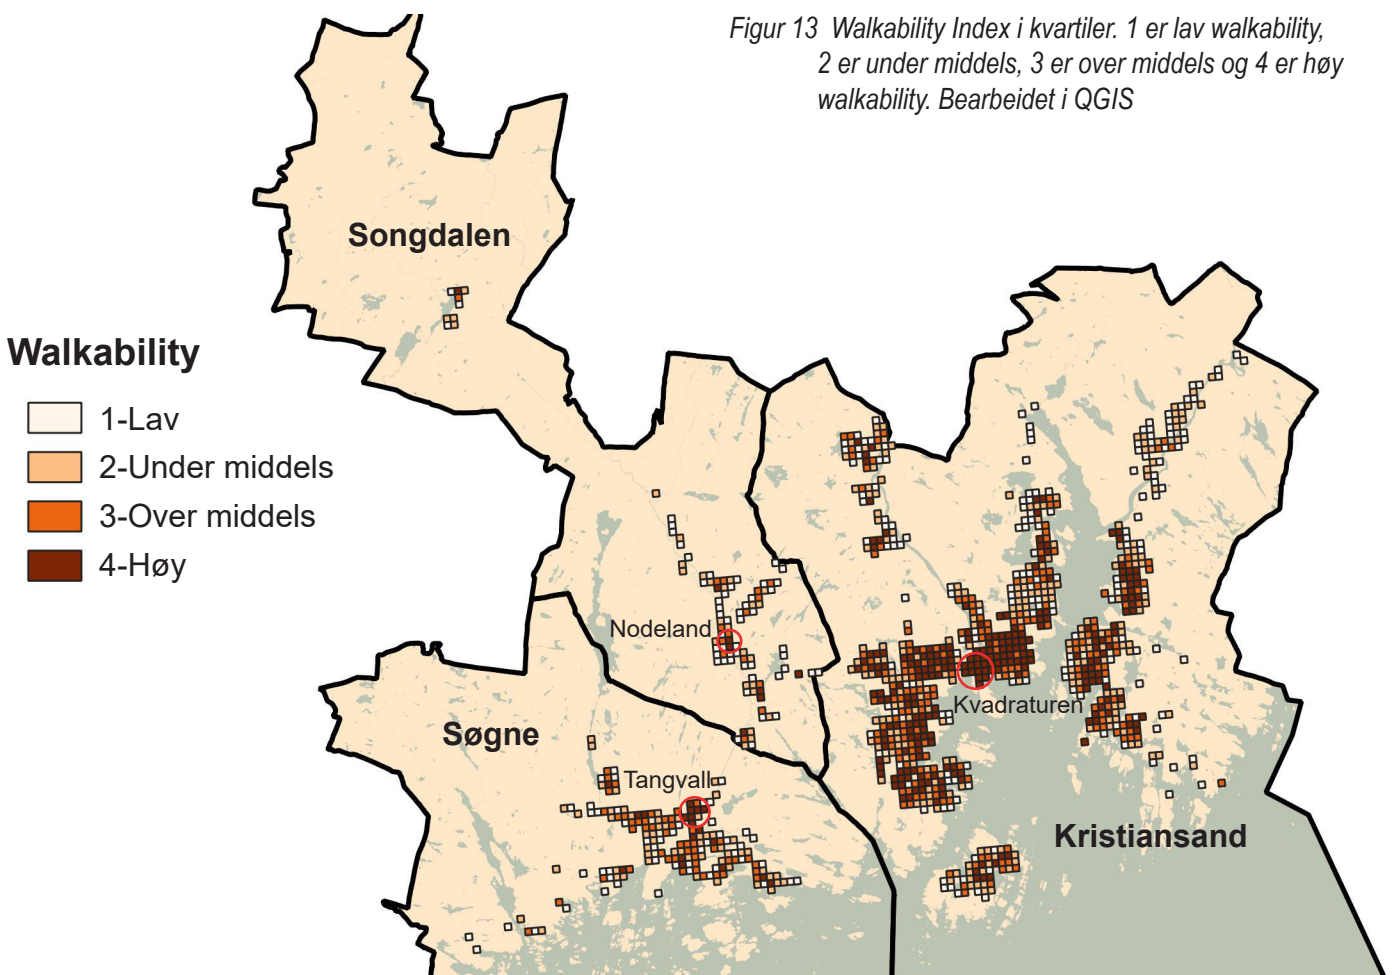 Figur 13 Walkability Index i kvartiler. 1 er lav walkability,
2 er under middels, 3 er over middels og 4 er høy
walkability. Bearbeidet i QGIS
Songdalen
Walkability
1-Lav
2-Under middels
3-Over middels
4-Høy
Nodeland
Kvadraturen
Søgne
Tangvall
Kristiansand